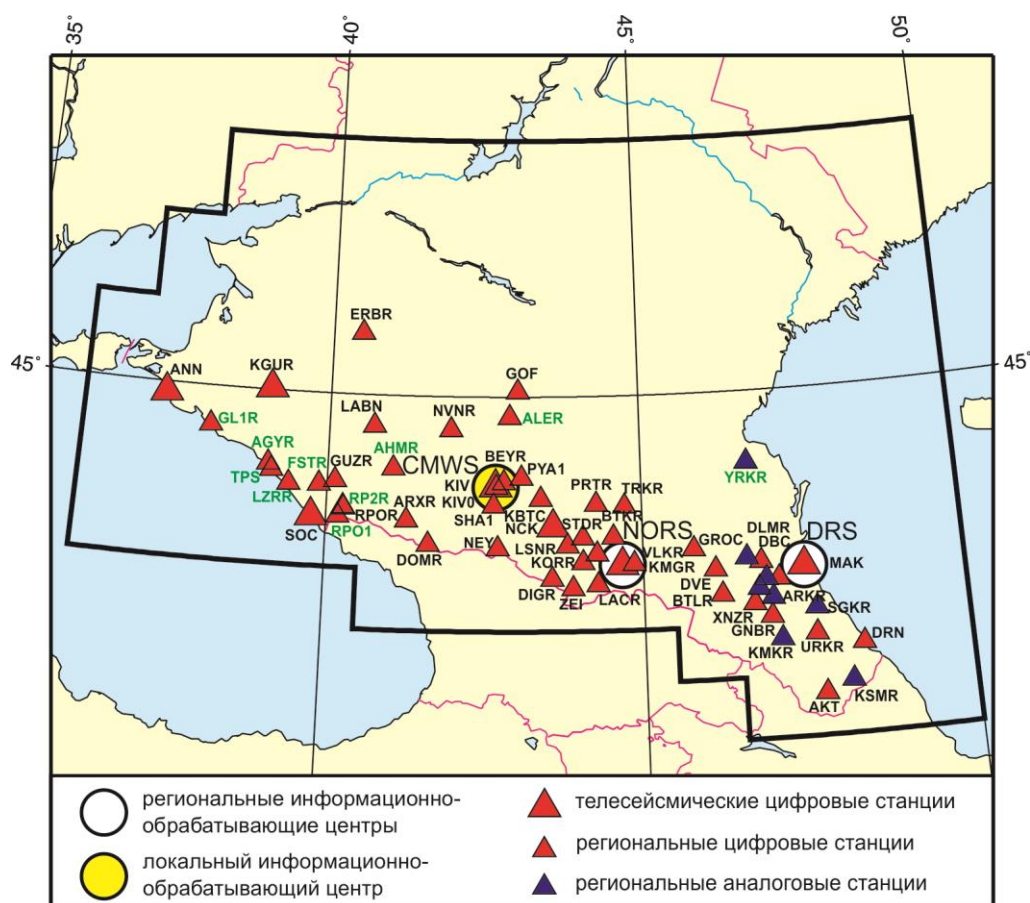 35°
40°
45°
50°
45°
45°
ERBR
ANN
KGUR
GOF
GL1R
LABN
NVNR
ALER
AGYR
FSTR
GUZR
AHMR
BEYR
CMWS
PYA1
YRKR
TPS
KIV
LZRR
RP2R
KIV0
PRTR
TRKR
RPOR
ARXR
SHA1
KBTC
BTKR
SOC
RPO1
NCK
STDR
NORS
GROC
DLMR
DRS
DOMR
NEY
LSNR
VLKR
DBC
KORR
KMGR
MAK
DIGR
DVE
ZEI
LACR
BTLR
ARKR
XNZR
SGKR
GNBR
KMKR
URKR
DRN
AKT
KSMR
региональные информационно-
обрабатывающие центры
локальный информационно-
обрабатывающий центр
телесейсмические цифровые станции
региональные цифровые станции
региональные аналоговые станции